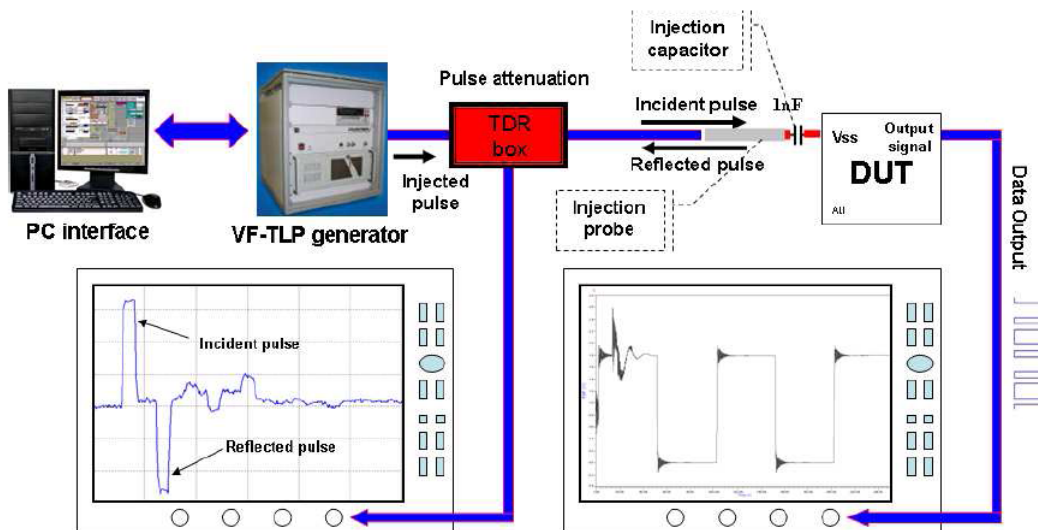 Injection
capacitor
Pulse attenuation
Incident pulse
1nF
TDR
box
Vss
Output
signal
DUT
Reflected pulse
Injected
pulse
Injection
probe
PC interface
VF-TLP generator
Data Output
Incident pulse
Reflected pulse